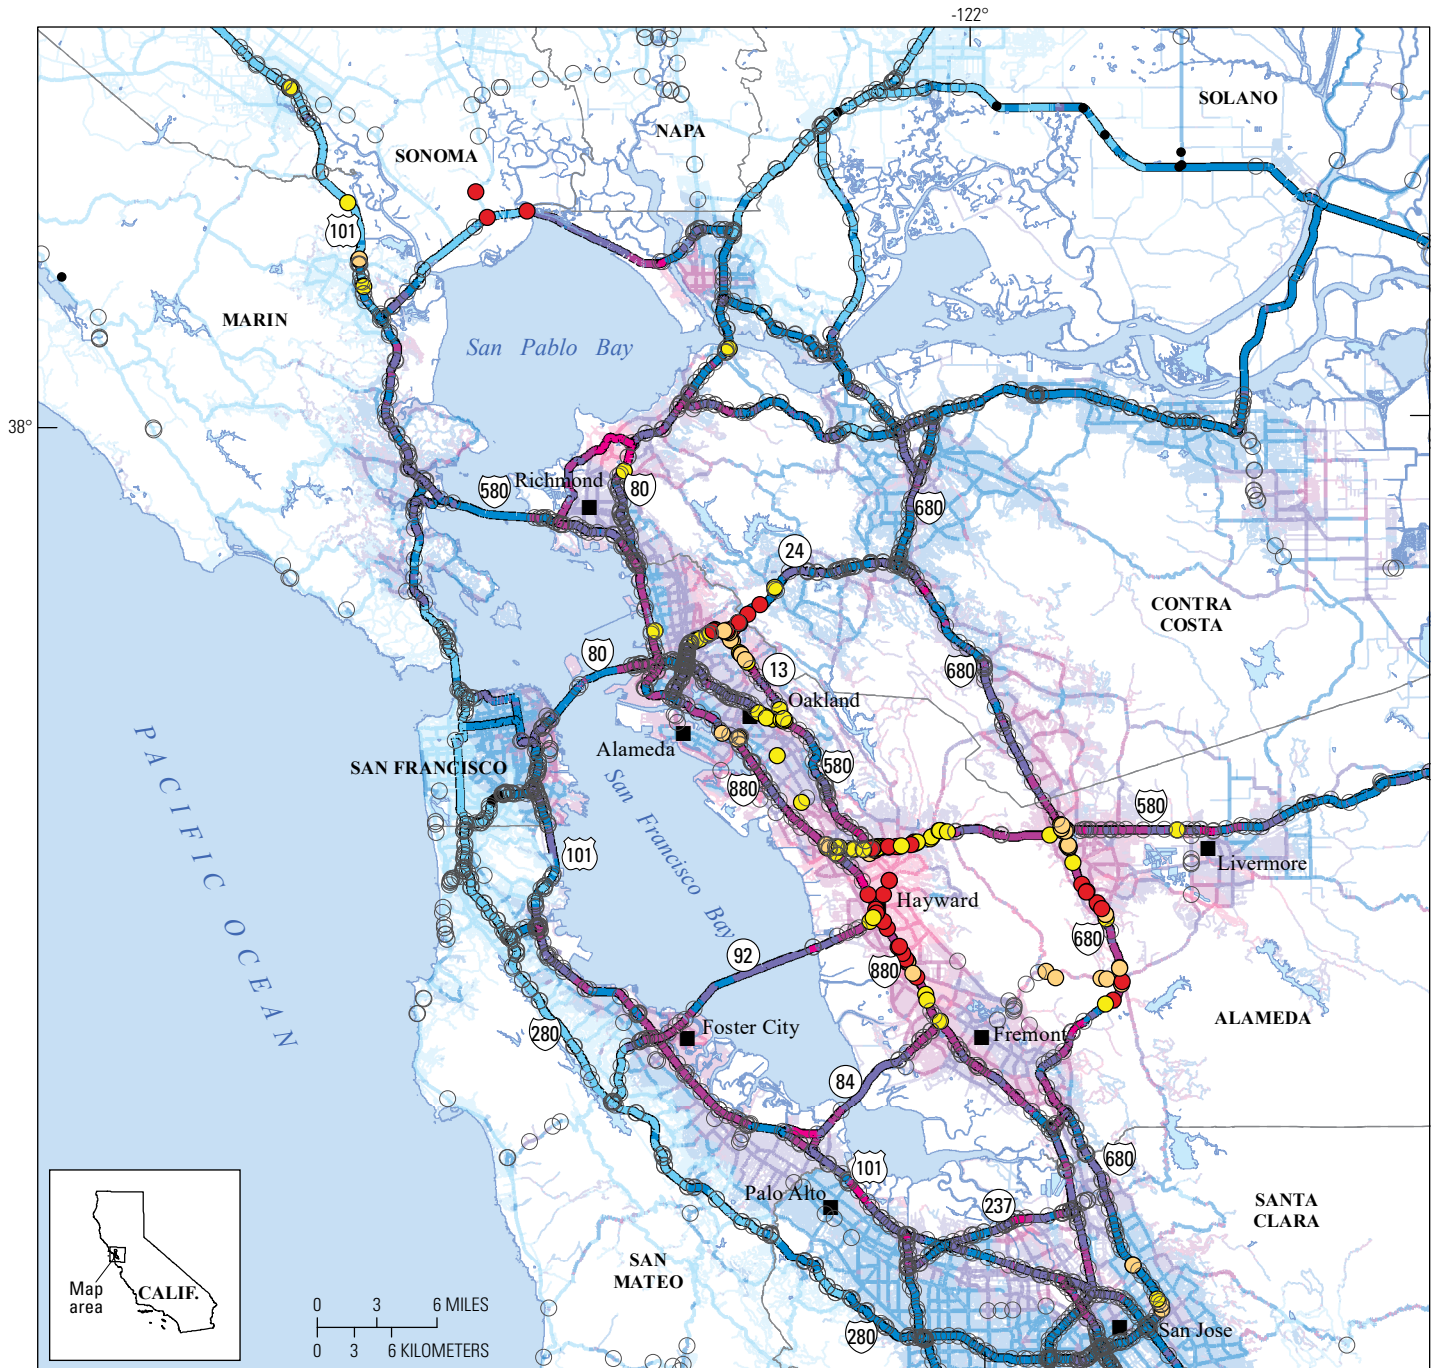 -122°
SOLANO
NAPA
SONOMA
101
MARIN
San Pablo Bay
38°
Richmond
580
80
680
24
CONTRA
COSTA
80
13
680
Oakland
Alameda
SAN FRANCISCO
580
880
580
PACIFIC OCEAN
San Francisco Bay
101
Livermore
Hayward
680
92
880
280
Foster City
Fremont
ALAMEDA
84
101
680
Palo Alto
237
SANTA
CLARA
SAN
MATEO
Map
area
CALIF.
0 3 6 MILES
0 3 6 KILOMETERS
280
San Jose